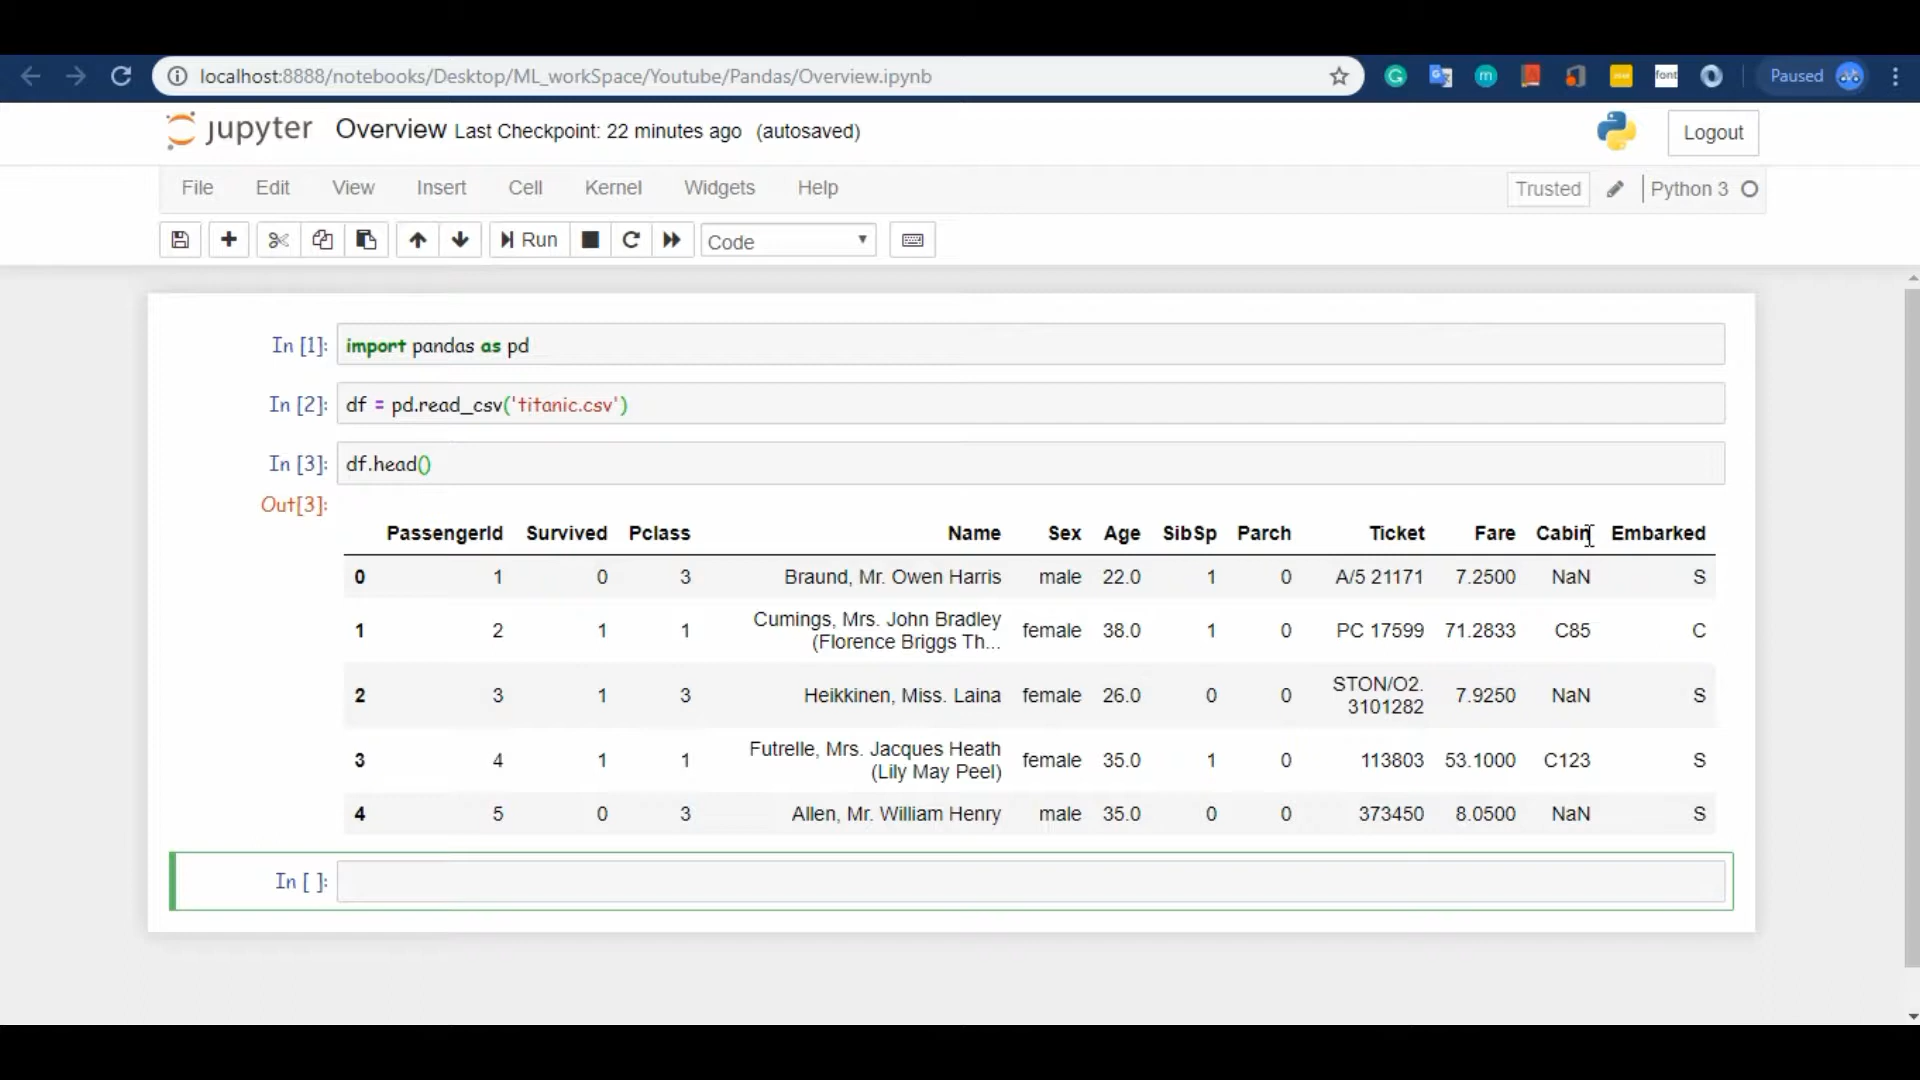 localhost:8888/notebooks/Desktop/ML_workSpace/Youtube/Pandas/Overview.ipynb
font
Paused
jupyter Overview Last Checkpoint: 22 minutes ago (autosaved)
Logout
File Edit View Insert Cell Kernel Widgets Help
Trusted Python 3
Run Code
In [1]: import pandas as pd
In [2]: df = pd.read_csv('titanic.csv')
In [3]: df.head()
Out[3]:
PassengerId Survived Pclass Name Sex Age SibSp Parch Ticket Fare Cabin Embarked
0 1 0 3 Braund, Mr. Owen Harris male 22.0 1 0 A/5 21171 7.2500 NaN S
1 2 1 1 Cumings, Mrs. John Bradley (Florence Briggs Th... female 38.0 1 0 PC 17599 71.2833 C85 C
2 3 1 3 Heikkinen, Miss. Laina female 26.0 0 0 STON/O2. 3101282 7.9250 NaN S
3 4 1 1 Futrelle, Mrs. Jacques Heath (Lily May Peel) female 35.0 1 0 113803 53.1000 C123 S
4 5 0 3 Allen, Mr. William Henry male 35.0 0 0 373450 8.0500 NaN S
In [ ]: